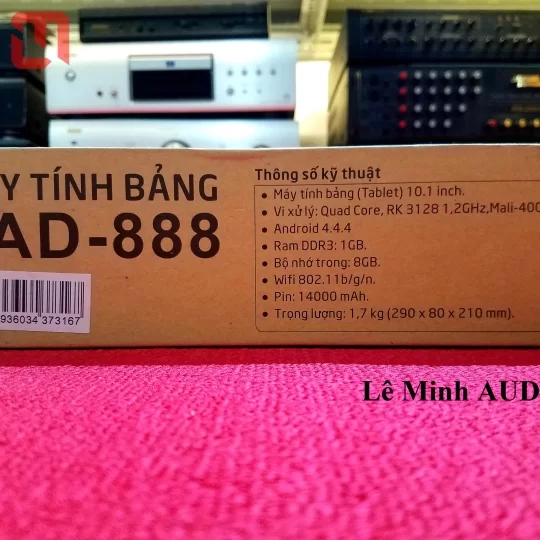 Y TÍNH BẢNG
AD-888
936034 373167
Thông số kỹ thuật
• Máy tính bảng (Tablet) 10.1 inch.
• Vi xử lý: Quad Core, RK 3128 1,2GHz,Mali-400
• Android 4.4.4
• Ram DDR3: 1GB.
• Bộ nhớ trong: 8GB.
• Wifi 802.11b/g/n.
• Pin: 14000 mAh.
• Trọng lượng: 1,7 kg (290 x 80 x 210 mm).
Lê Minh AUD